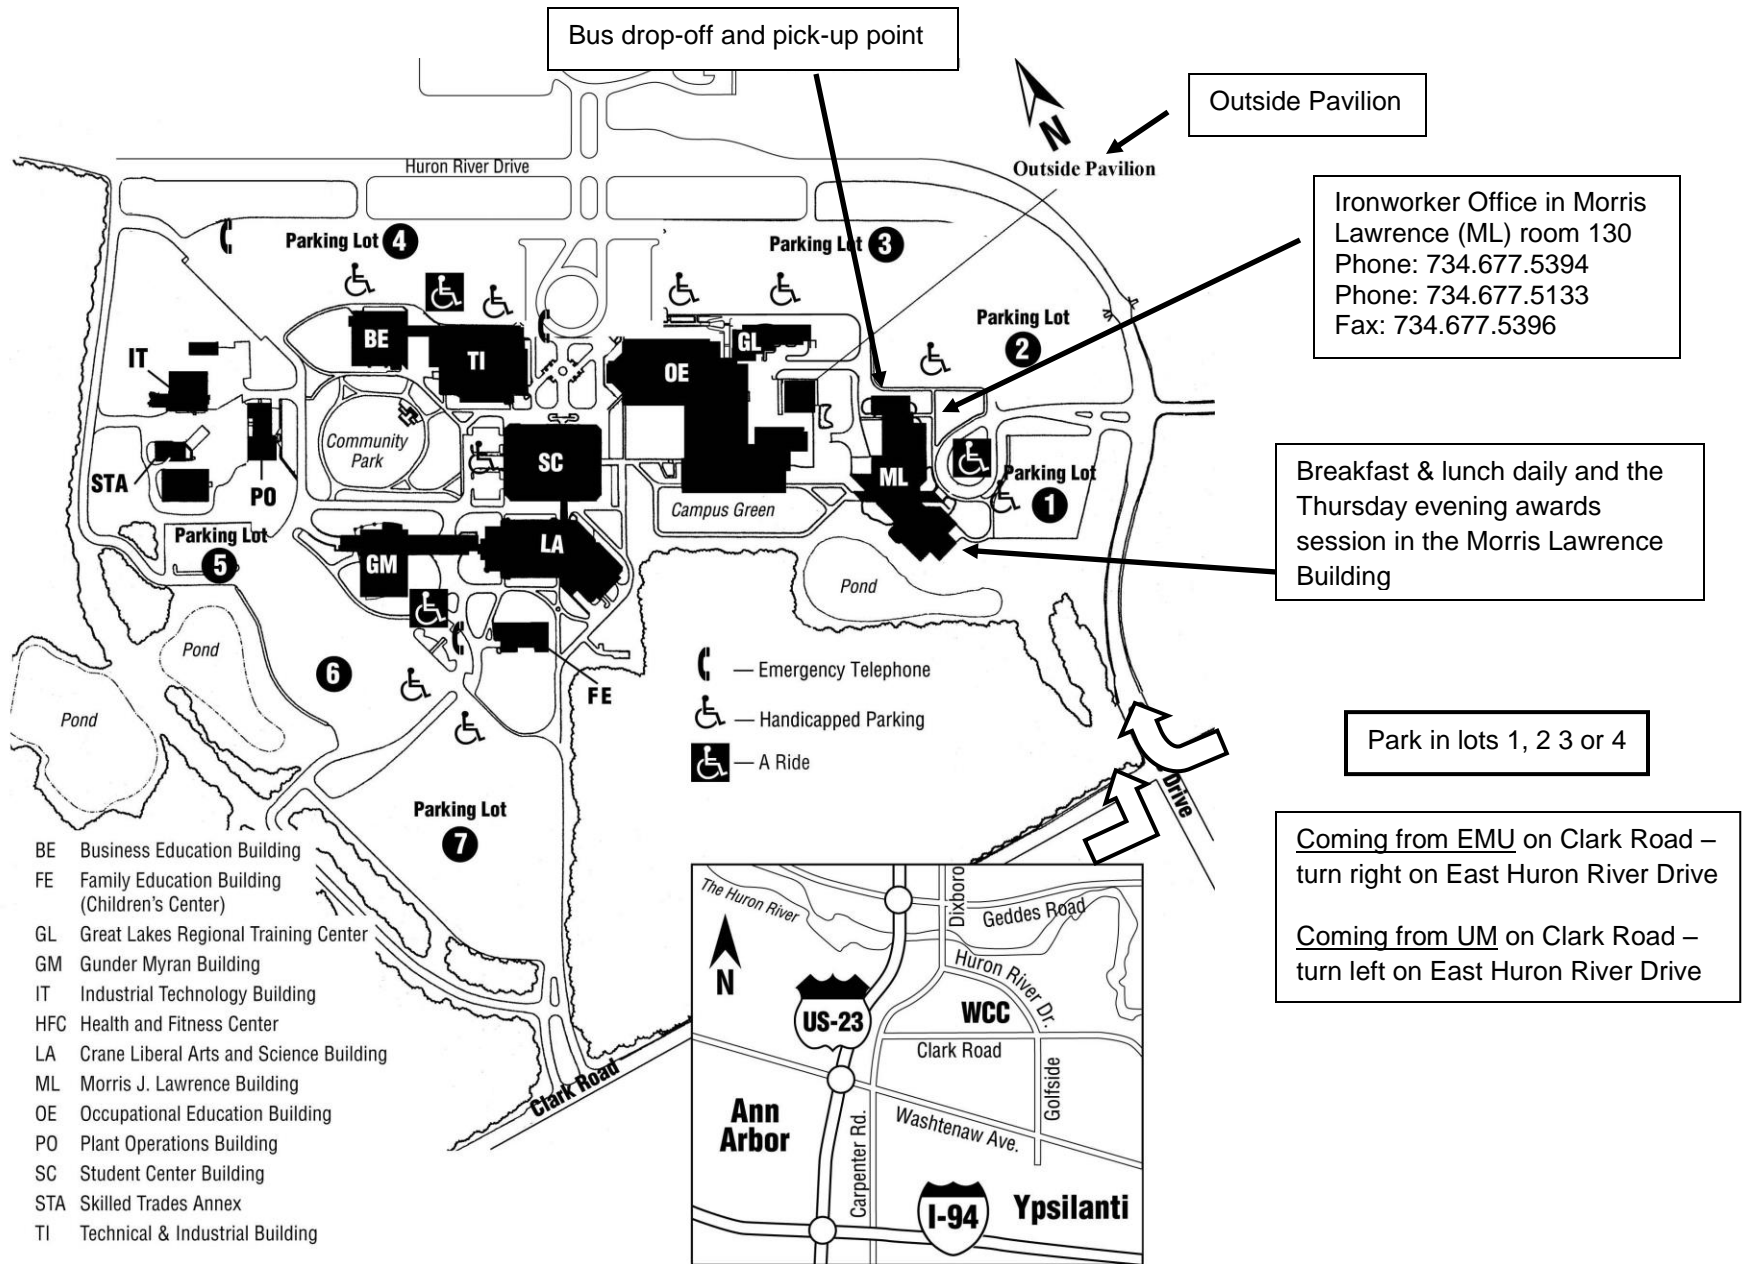 Bus drop-off and pick-up point
Outside Pavilion
N
Outside Pavilion
Huron River Drive
Ironworker Office in Morris
Lawrence (ML) room 130
Phone: 734.677.5394
Phone: 734.677.5133
Fax: 734.677.5396
Parking Lot 4
Parking Lot 3
Parking Lot
2
BE
TI
OE
GL
IT
Community
Park
SC
ML
STA
PO
Parking Lot
1
Campus Green
Breakfast & lunch daily and the
Thursday evening awards
session in the Morris Lawrence
Building
Parking Lot
5
GM
LA
Pond
Pond
6
FE
Pond
— Emergency Telephone
— Handicapped Parking
— A Ride
Park in lots 1, 2 3 or 4
Drive
Parking Lot
7
Coming from EMU on Clark Road –
turn right on East Huron River Drive
Coming from UM on Clark Road –
turn left on East Huron River Drive
BE Business Education Building
FE Family Education Building
(Children's Center)
GL Great Lakes Regional Training Center
GM Gunder Myran Building
IT Industrial Technology Building
HFC Health and Fitness Center
LA Crane Liberal Arts and Science Building
ML Morris J. Lawrence Building
OE Occupational Education Building
PO Plant Operations Building
SC Student Center Building
STA Skilled Trades Annex
TI Technical & Industrial Building
Clark Road
The Huron River
Dixboro
Geddes Road
N
Huron River Dr.
US-23
WCC
Clark Road
Golfside
Ann
Arbor
Carpenter Rd.
Washtenaw Ave.
I-94
Ypsilanti